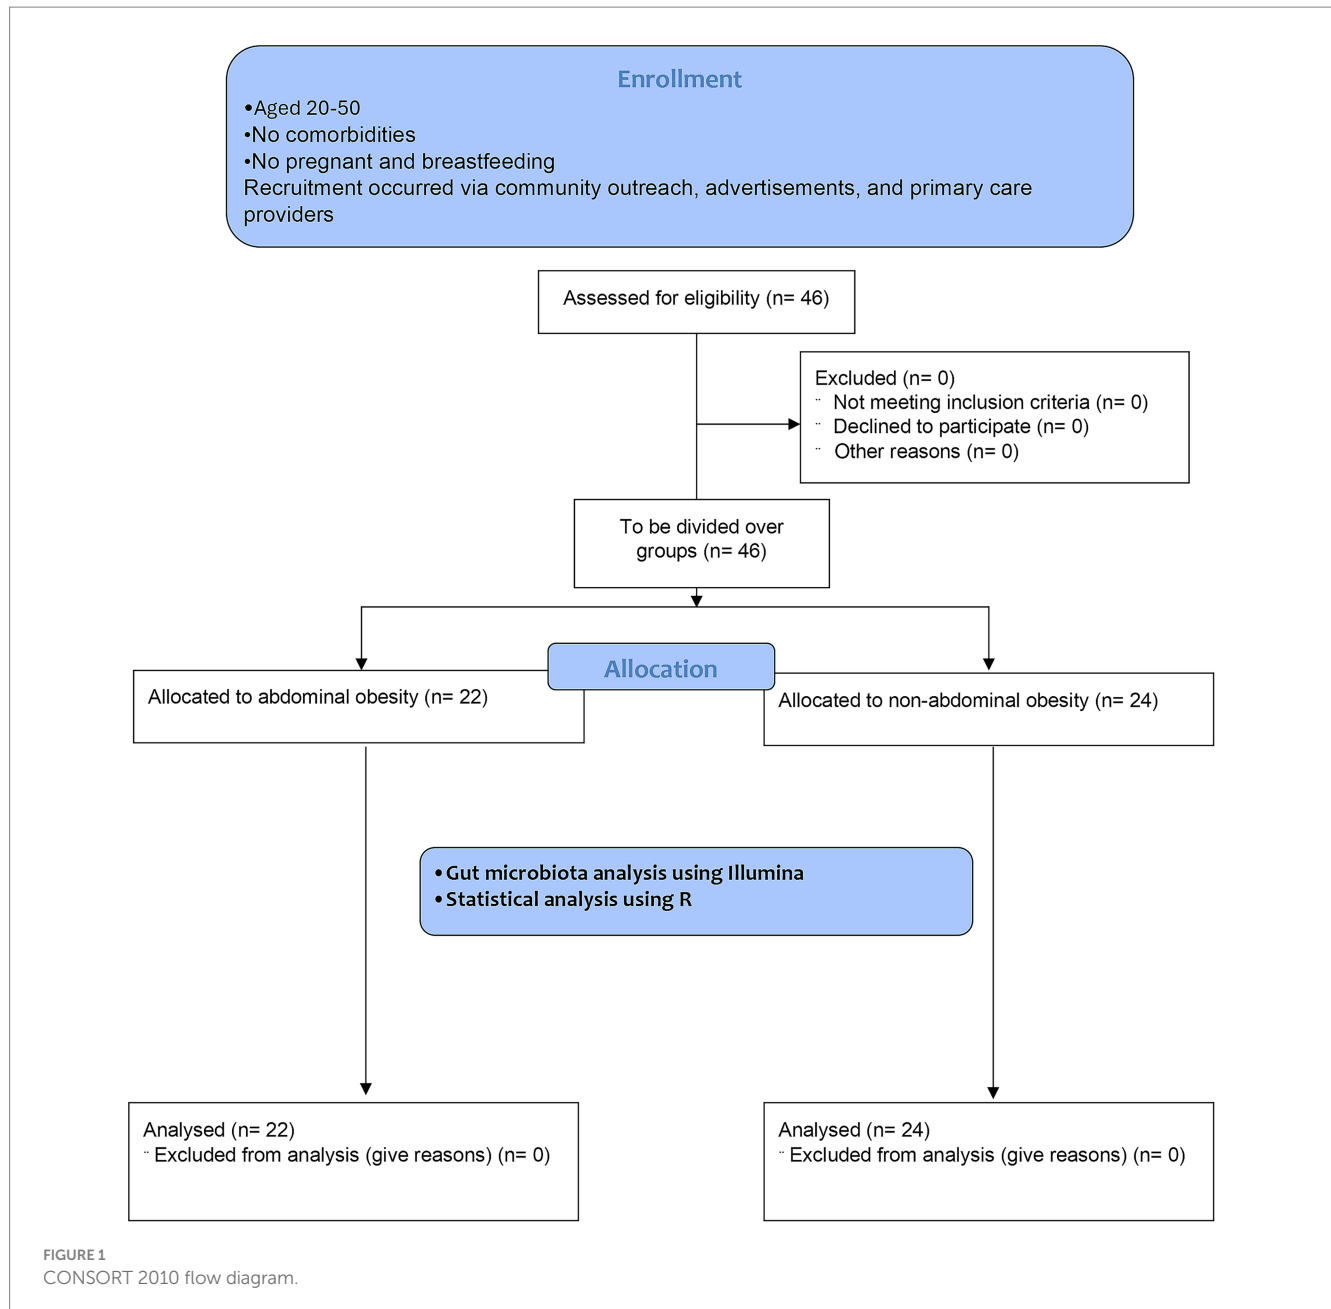 Enrollment
•Aged 20-50
•No comorbidities
•No pregnant and breastfeeding
Recruitment occurred via community outreach, advertisements, and primary care
providers
Assessed for eligibility (n= 46)
Excluded (n= 0)
¨ Not meeting inclusion criteria (n= 0)
¨ Declined to participate (n= 0)
¨ Other reasons (n= 0)
To be divided over
groups (n= 46)
Allocation
Allocated to abdominal obesity (n= 22)
Allocated to non-abdominal obesity (n= 24)
•Gut microbiota analysis using Illumina
•Statistical analysis using R
Analysed (n= 22)
¨ Excluded from analysis (give reasons) (n= 0)
Analysed (n= 24)
¨ Excluded from analysis (give reasons) (n= 0)
FIGURE 1
CONSORT 2010 flow diagram.